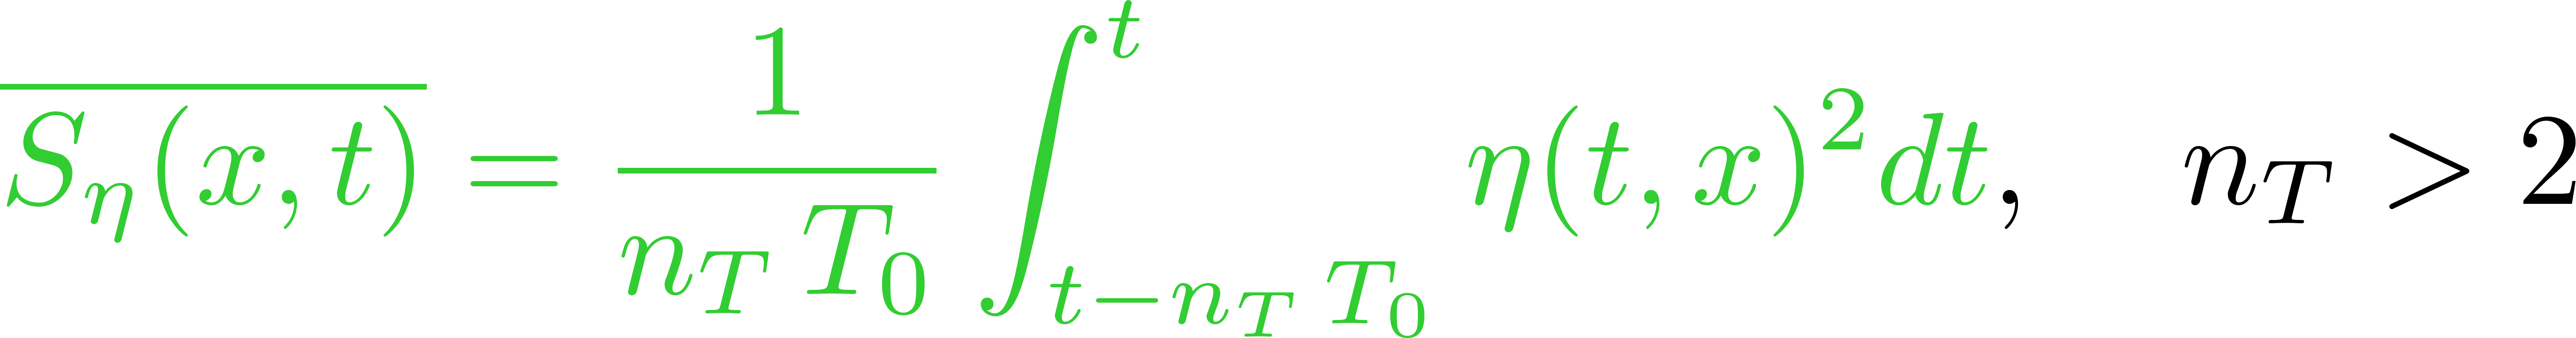 $\overline{S_\eta(x,t)} = \frac{1}{n_T T_0} \int_{t-n_T T_0}^{t} \eta(t,x)^2 dt, \quad n_T > 2$